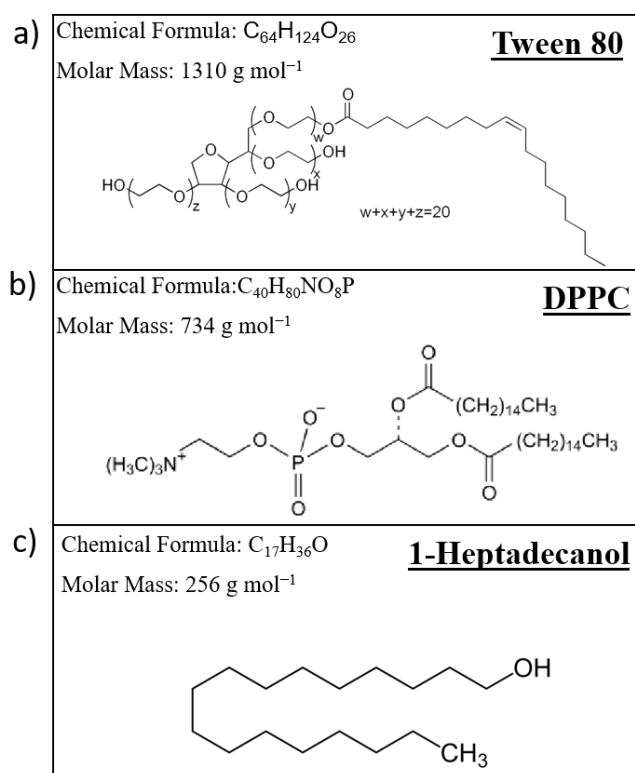 a)
Chemical Formula: C₆₄H₁₂₄O₂₆
Tween 80
Molar Mass: 1310 g mol⁻¹
O
O
w
O
O
O
OH
x
HO
O
z
O
OH
y
w+x+y+z=20
b)
Chemical Formula:C₄₀H₈₀NO₈P
DPPC
Molar Mass: 734 g mol⁻¹
O
O⁻
O
(CH₂)₁₄CH₃
(H₃C)₃N⁺
O
P
O
O
(CH₂)₁₄CH₃
O
O
c)
Chemical Formula: C₁₇H₃₆O
1-Heptadecanol
Molar Mass: 256 g mol⁻¹
OH
CH₃